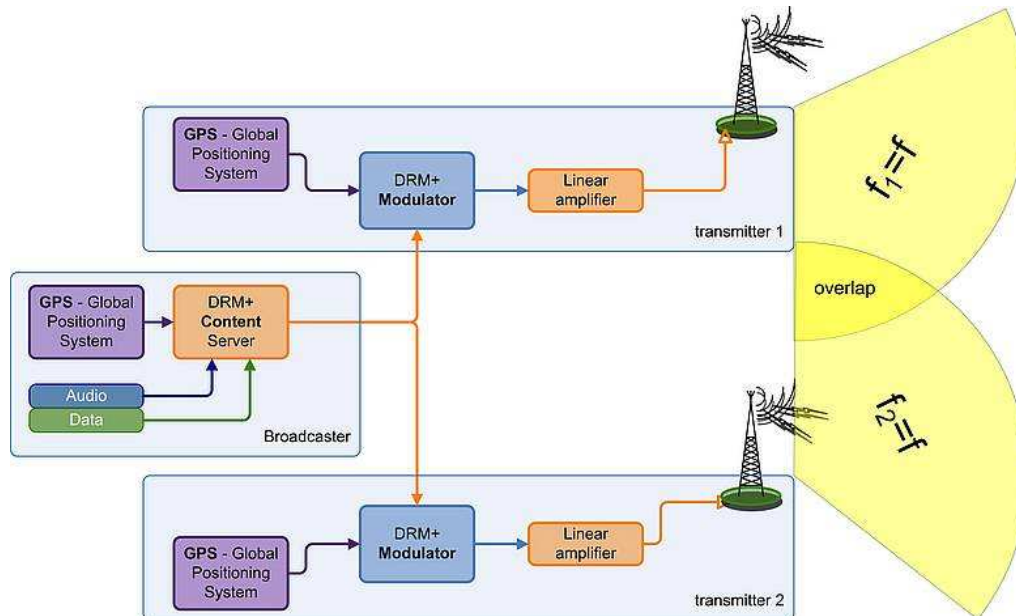 GPS - Global
Positioning
System
DRM+
Modulator
Linear
amplifier
transmitter 1
f₁=f
GPS - Global
Positioning
System
DRM+
Content
Server
Audio
Data
Broadcaster
overlap
GPS - Global
Positioning
System
DRM+
Modulator
Linear
amplifier
transmitter 2
f₂=f